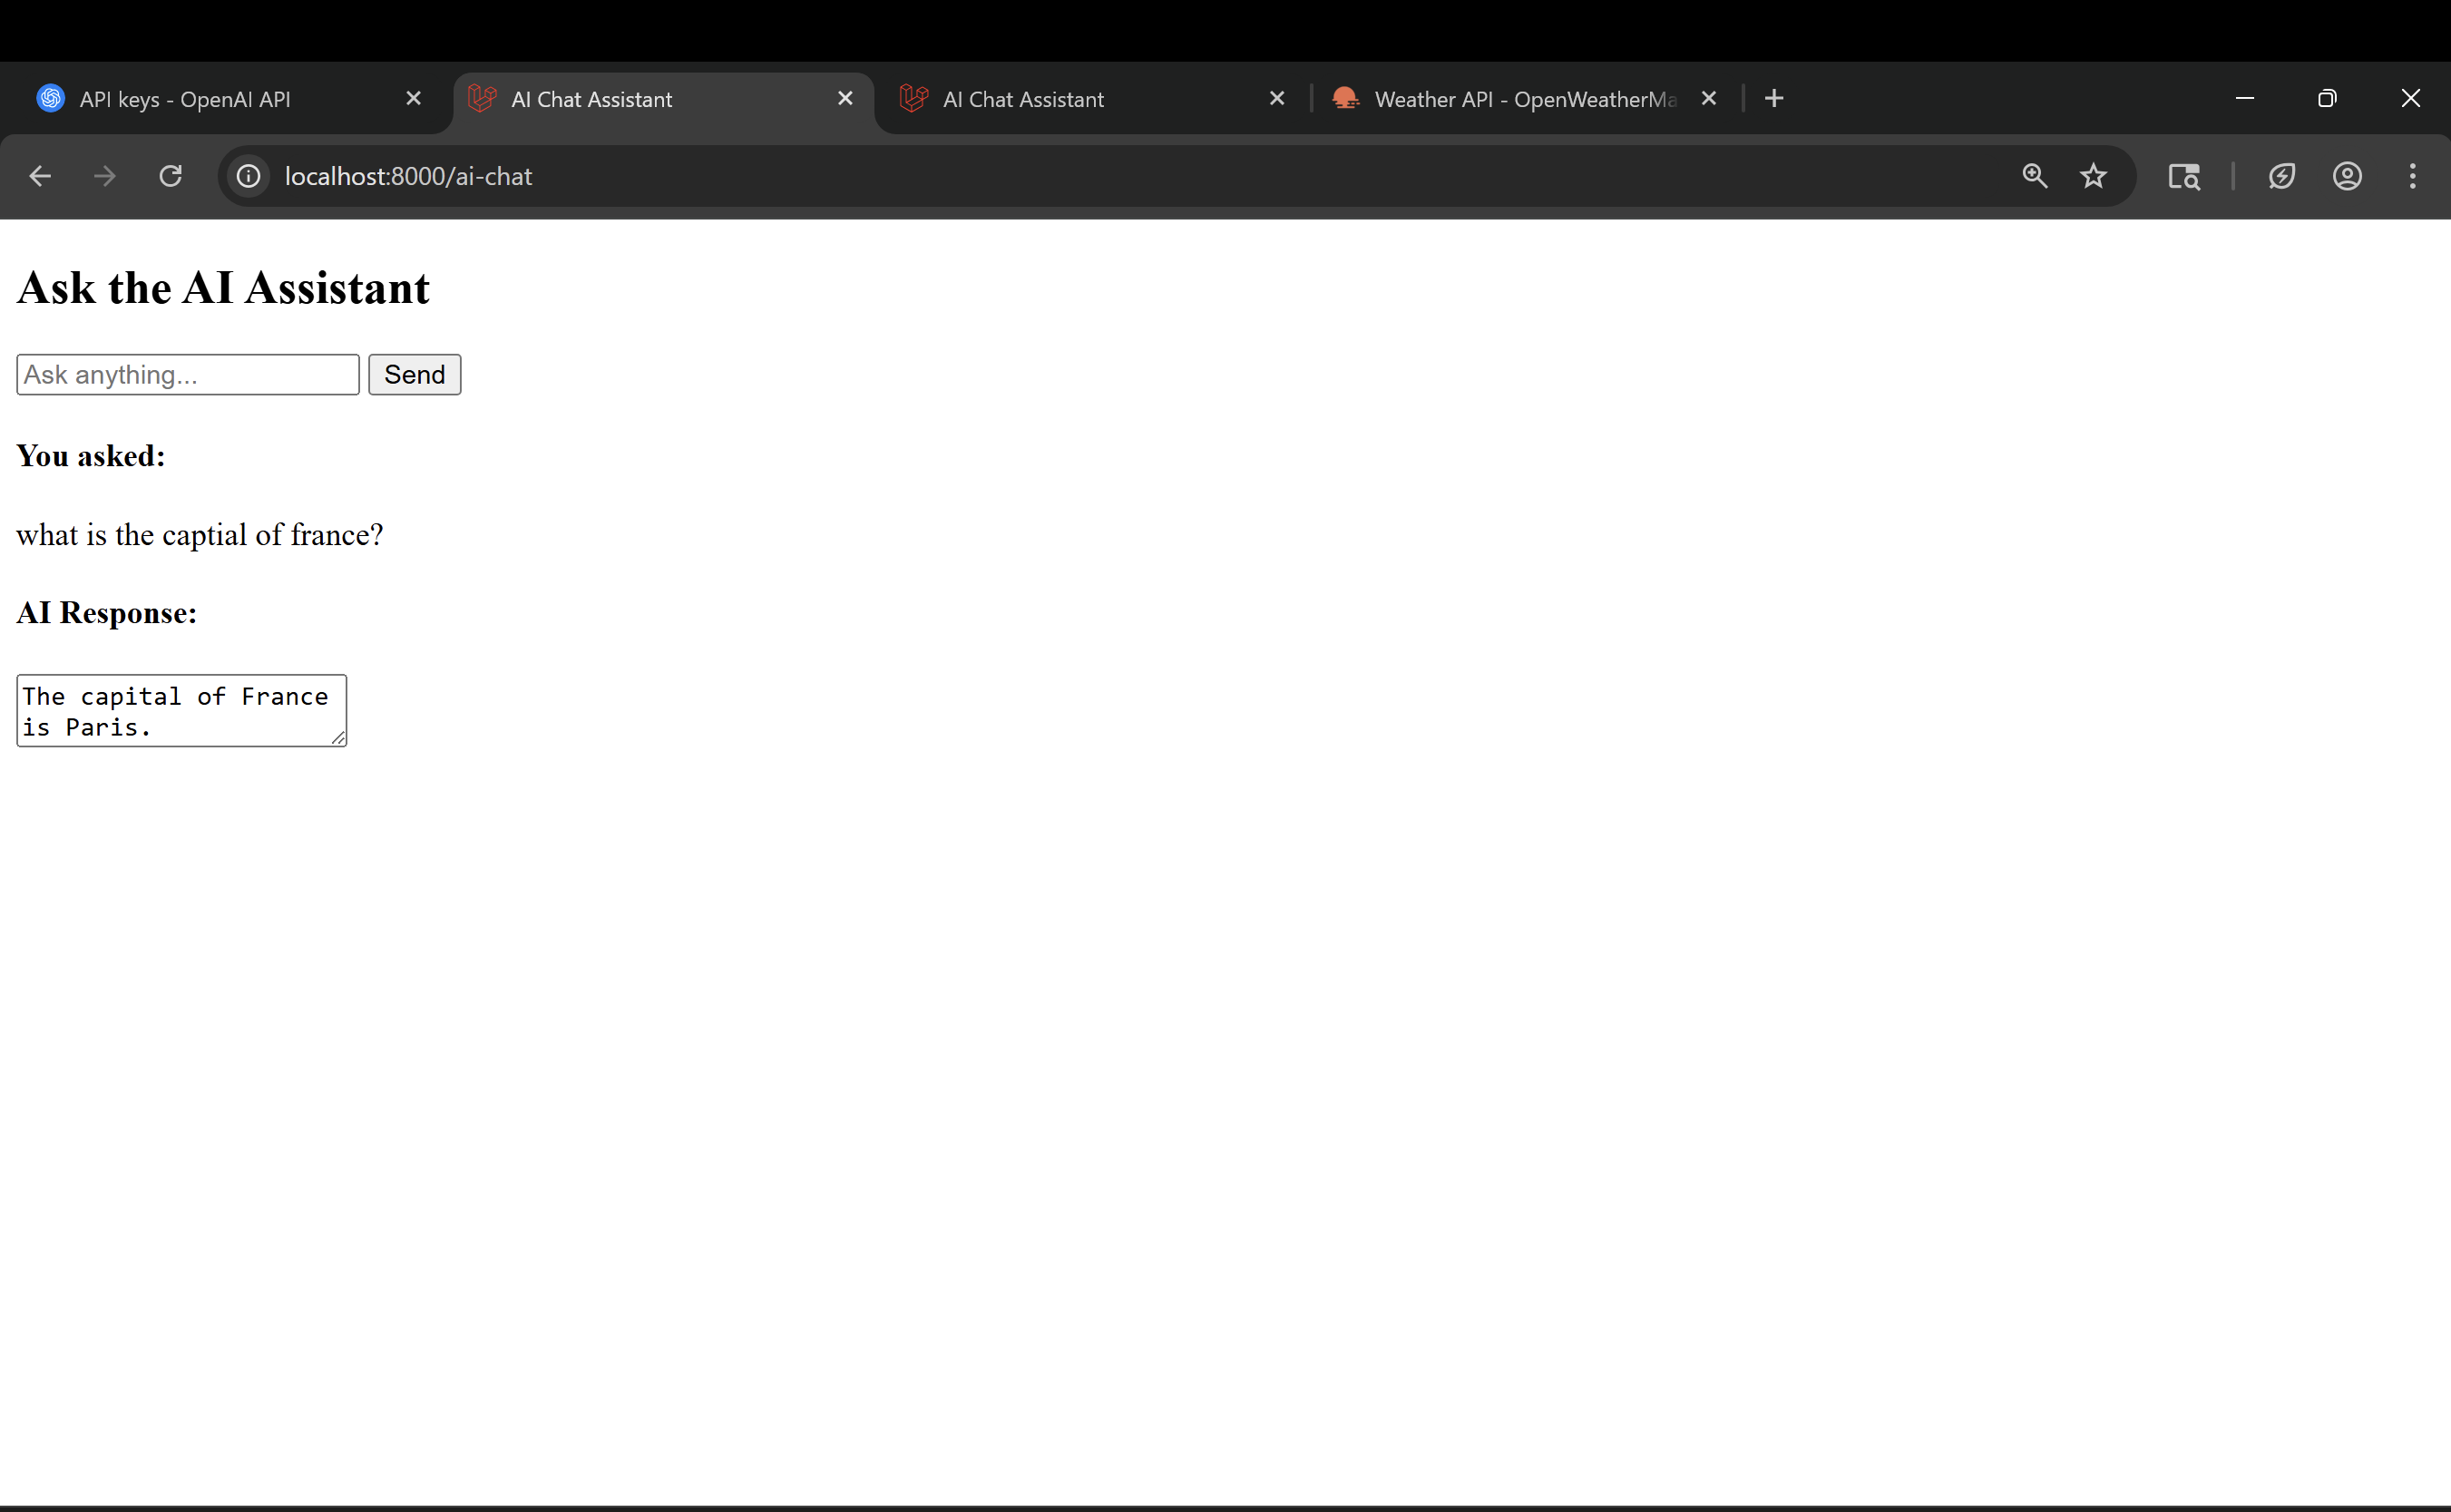 API keys - OpenAI API
AI Chat Assistant
AI Chat Assistant
Weather API - OpenWeatherMa
localhost:8000/ai-chat
Ask the AI Assistant
Ask anything... Send
You asked:
what is the captial of france?
AI Response:
The capital of France
is Paris.